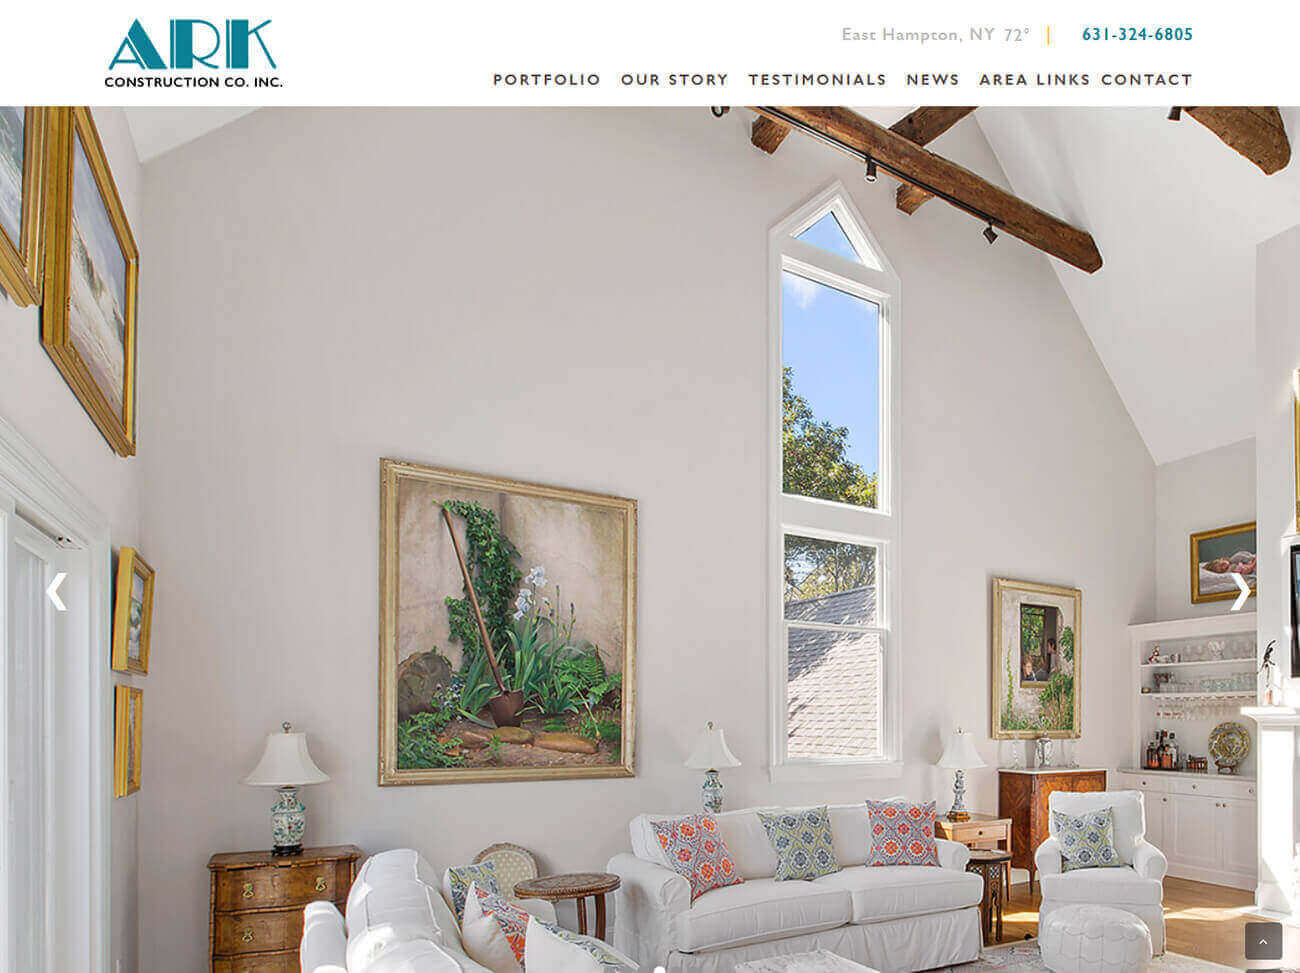 ARK
CONSTRUCTION CO. INC.
East Hampton, NY 72° | 631-324-6805
PORTFOLIO OUR STORY TESTIMONIALS NEWS AREA LINKS CONTACT